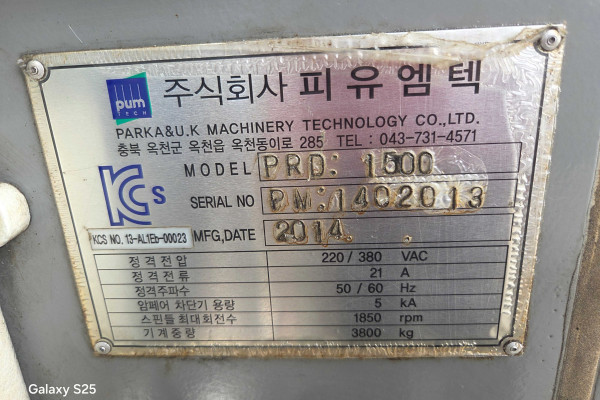 pum
TECH
주식회사 피유엠텍
PARKA&U.K MACHINERY TECHNOLOGY CO.,LTD.
충북 옥천군 옥천읍 옥천동이로 285 TEL : 043-731-4571
MODEL PRD: 1500
KCs
SERIAL NO PM:1402013
KCS NO. 13-AL1Eb-00023 MFG,DATE 2014
정격전압 220 / 380 VAC
정격전류 21 A
정격주파수 50 / 60 Hz
암페어 차단기 용량 5 kA
스핀들 최대회전수 1850 rpm
기계중량 3800 kg
Galaxy S25